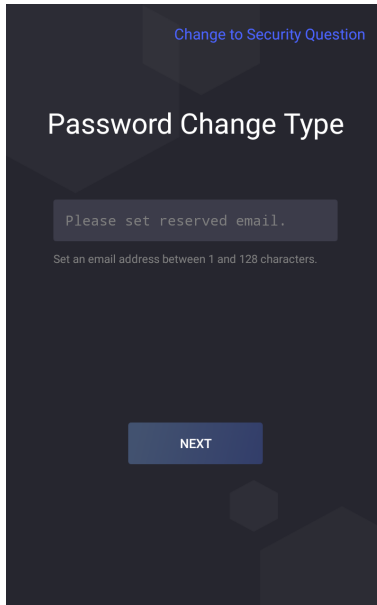 Change to Security Question
Password Change Type
Please set reserved email.
Set an email address between 1 and 128 characters.
NEXT